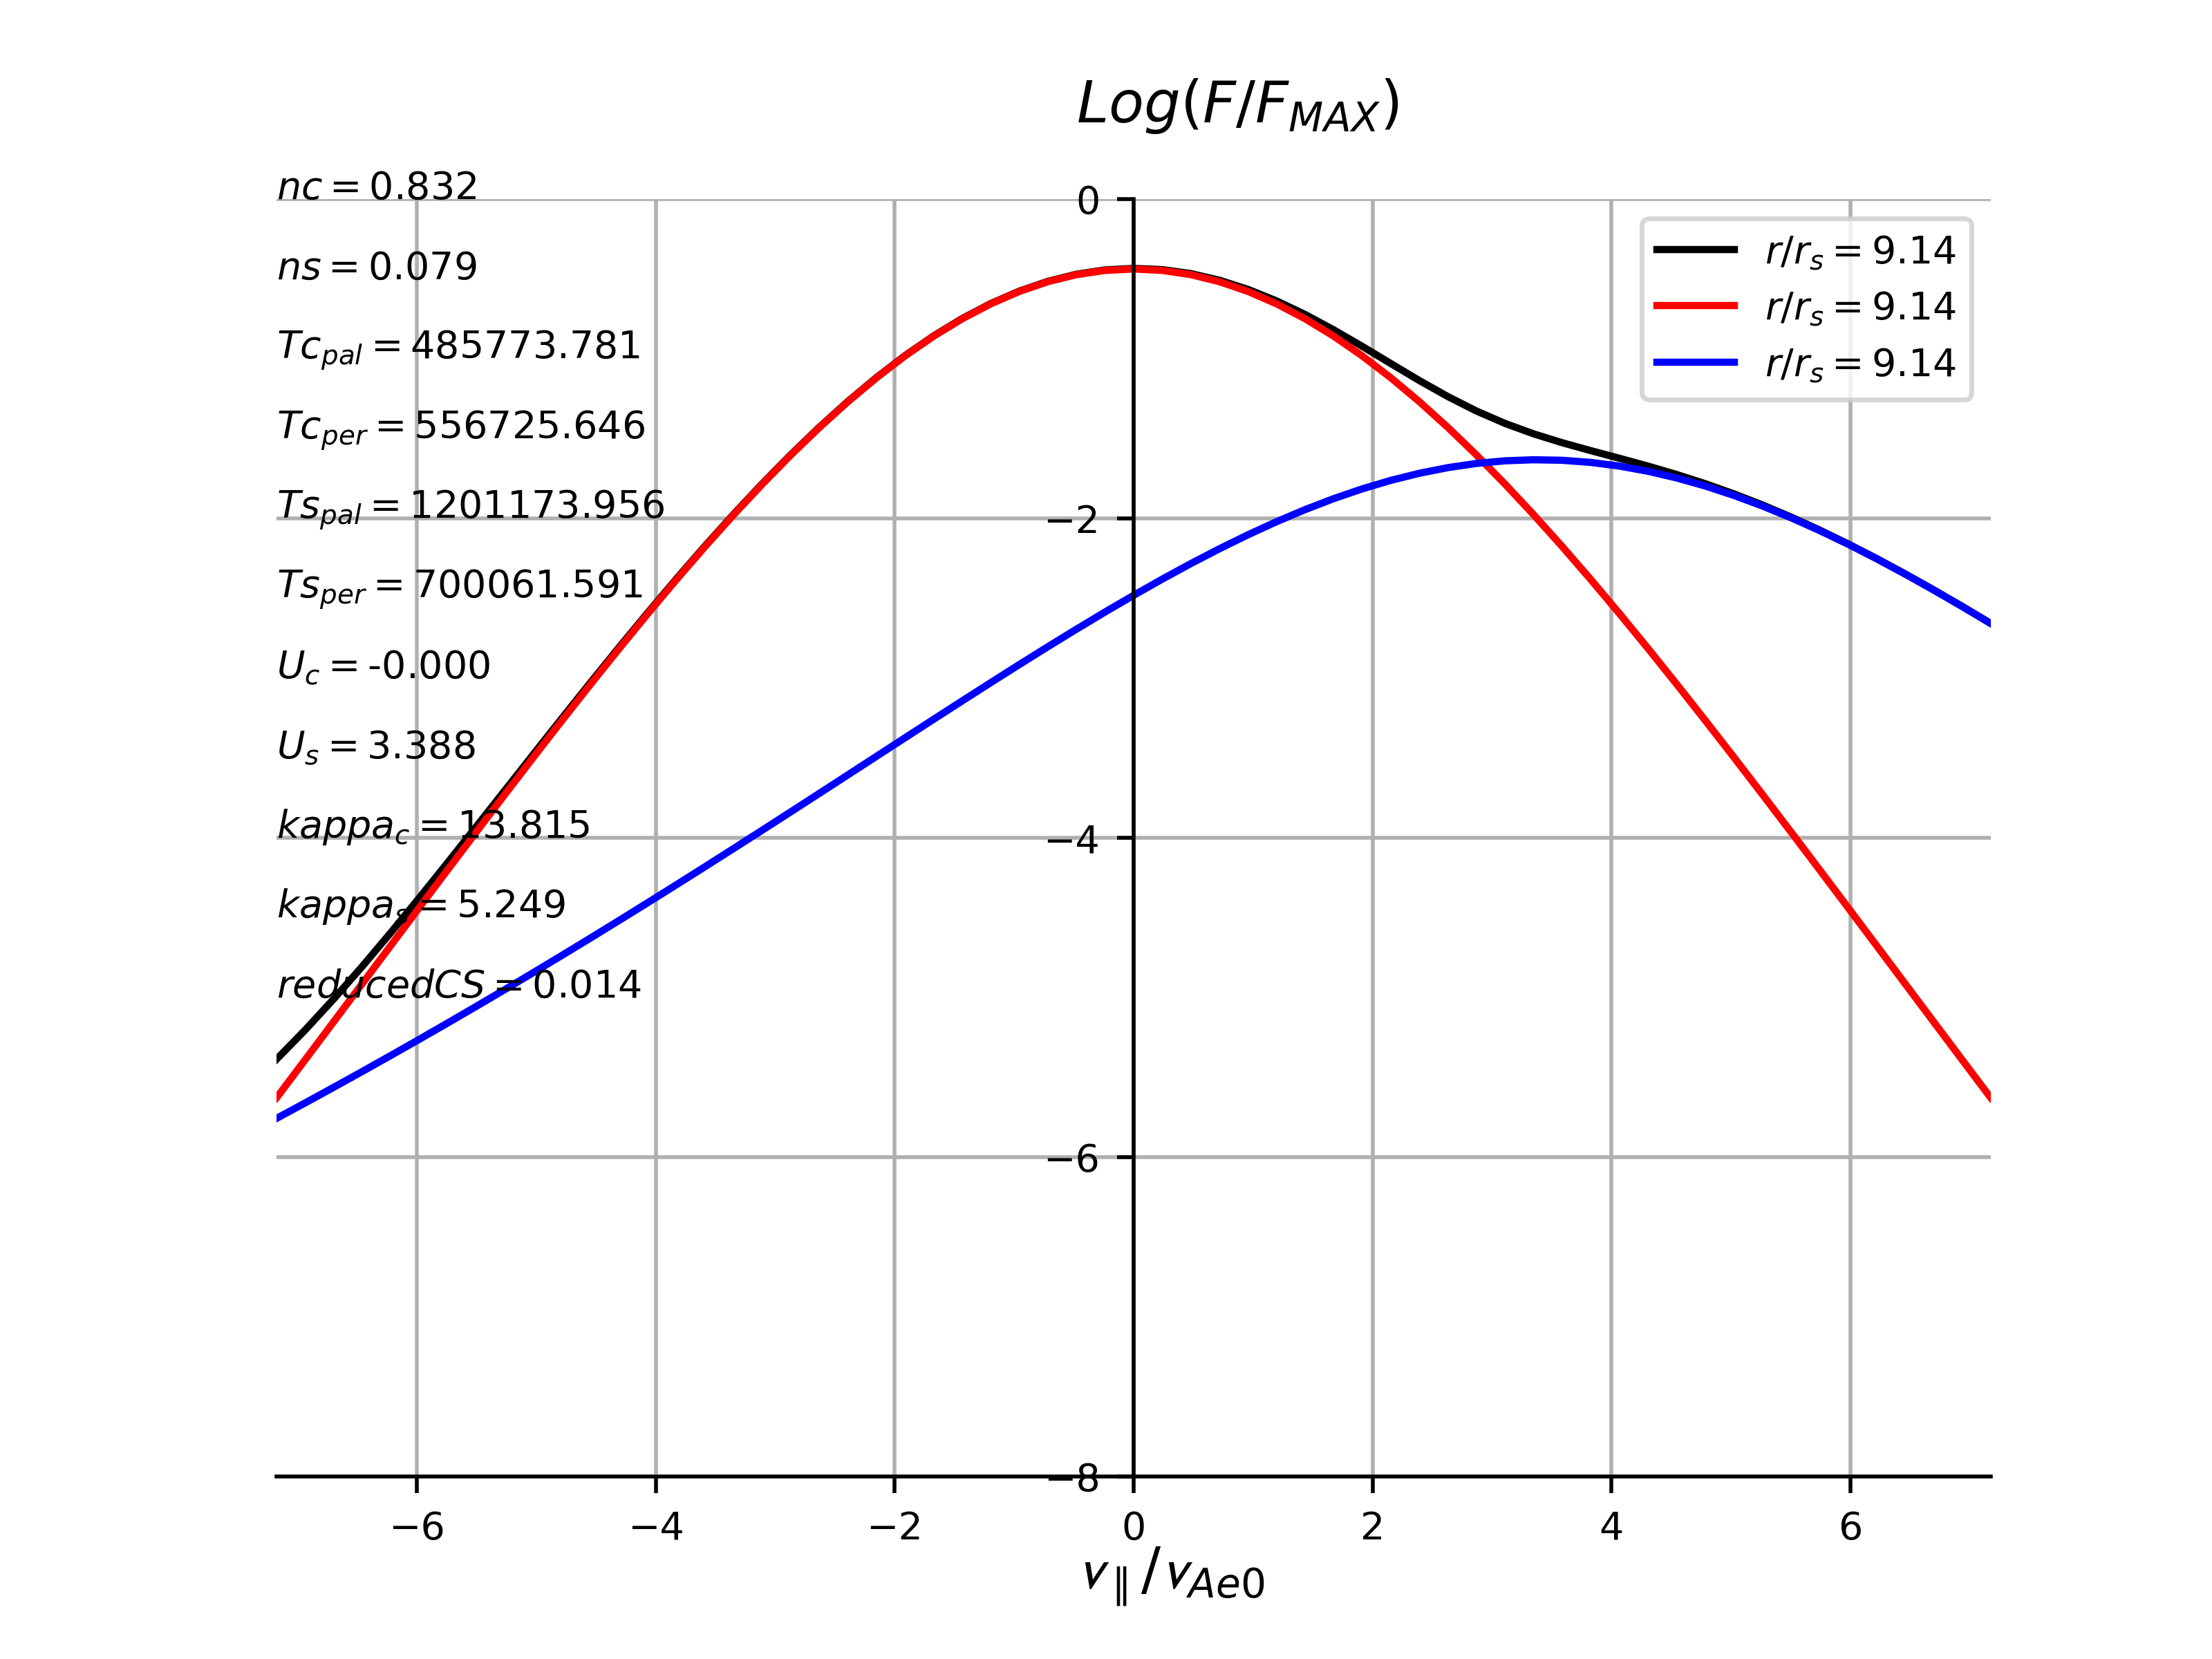 Log(F/F_MAX)
nc = 0.832
ns = 0.079
Tc_pal = 485773.781
Tc_per = 556725.646
Ts_pal = 1201173.956
Ts_per = 700061.591
U_c = -0.000
U_s = 3.388
kappa_c = 13.815
kappa_s = 5.249
reducedCS = 0.014
0
−2
−4
−6
−8
r/r_s = 9.14
r/r_s = 9.14
r/r_s = 9.14
−6 −4 −2 0 2 4 6
v_∥/v_Ae0